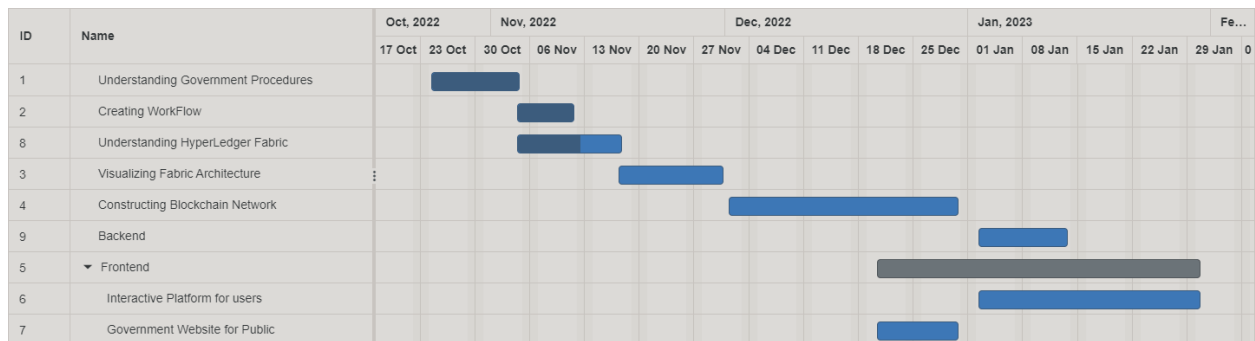 ID Name Oct, 2022 Nov, 2022 Dec, 2022 Jan, 2023 Fe...
17 Oct 23 Oct 30 Oct 06 Nov 13 Nov 20 Nov 27 Nov 04 Dec 11 Dec 18 Dec 25 Dec 01 Jan 08 Jan 15 Jan 22 Jan 29 Jan 0
1 Understanding Government Procedures
2 Creating WorkFlow
8 Understanding HyperLedger Fabric
3 Visualizing Fabric Architecture
4 Constructing Blockchain Network
9 Backend
5 Frontend
6 Interactive Platform for users
7 Government Website for Public